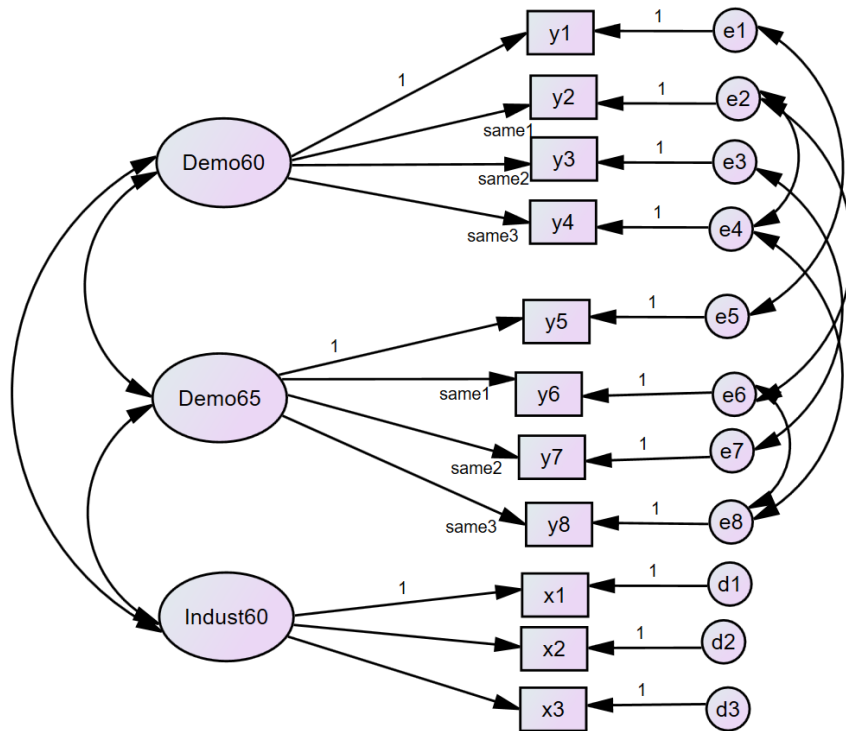 y1 1 e1
1
y2 1 e2
same1
Demo60
y3 1 e3
same2
y4 1 e4
same3
y5 1 e5
1
Demo65
y6 1 e6
same1
y7 1 e7
same2
y8 1 e8
same3
Indust60
1
x1 1 d1
x2 1 d2
x3 1 d3